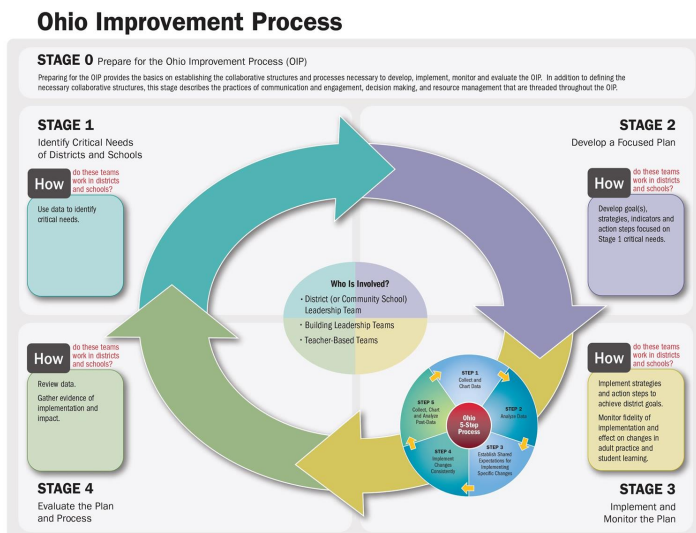 Ohio Improvement Process
STAGE 0 Prepare for the Ohio Improvement Process (OIP)
Preparing for the OIP provides the basics on establishing the collaborative structures and processes necessary to develop, implement, monitor and evaluate the OIP. In addition to defining the
necessary collaborative structures, this stage describes the practices of communication and engagement, decision making, and resource management that are threaded throughout the OIP.
STAGE 1
Identify Critical Needs
of Districts and Schools
How
do these teams
work in districts
and schools?
Use data to identify
critical needs.
STAGE 2
Develop a Focused Plan
How
do these teams
work in districts
and schools?
Develop goal(s),
strategies, indicators and
action steps focused on
Stage 1 critical needs.
Who Is Involved?
• District (or Community School)
Leadership Team
• Building Leadership Teams
• Teacher-Based Teams
How
do these teams
work in districts
and schools?
Review data.
Gather evidence of
implementation and
impact.
STAGE 4
Evaluate the Plan
and Process
STEP 1
Collect and
Chart Data
STEP 2
Analyze Data
STEP 3
Establish Shared
Expectations for
Implementing
Specific Changes
STEP 4
Implement
Changes
Consistently
STEP 5
Collect, Chart
and Analyze
Post-Data
Ohio
5-Step
Process
How
do these teams
work in districts
and schools?
Implement strategies
and action steps to
achieve district goals.
Monitor fidelity of
implementation and
effect on changes in
adult practice and
student learning.
STAGE 3
Implement and
Monitor the Plan